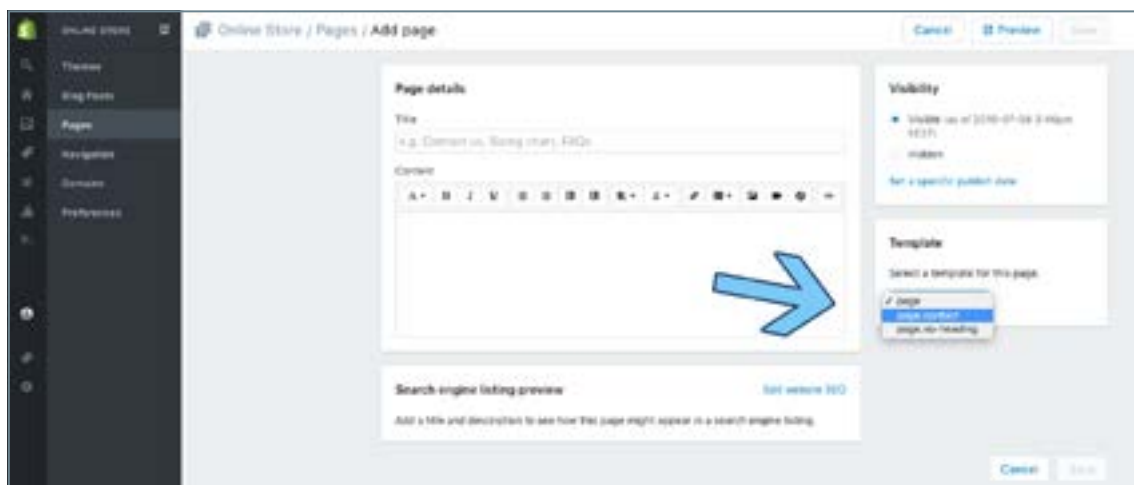 ONLINE STORE
Online Store / Pages / Add page
Cancel
Preview
Save
Themes
Blog Posts
Pages
Navigation
Domains
Preferences
Page details
Title
e.g. Contact us, Sizing chart, FAQs
Content
Visibility
Visible (as of
Hidden
Set a specific publish date
Template
Select a template for this page.
✓ page
page.contact
page.no-heading
Search engine listing preview
Edit website SEO
Add a title and description to see how this page might appear in a search engine listing.
Cancel
Save